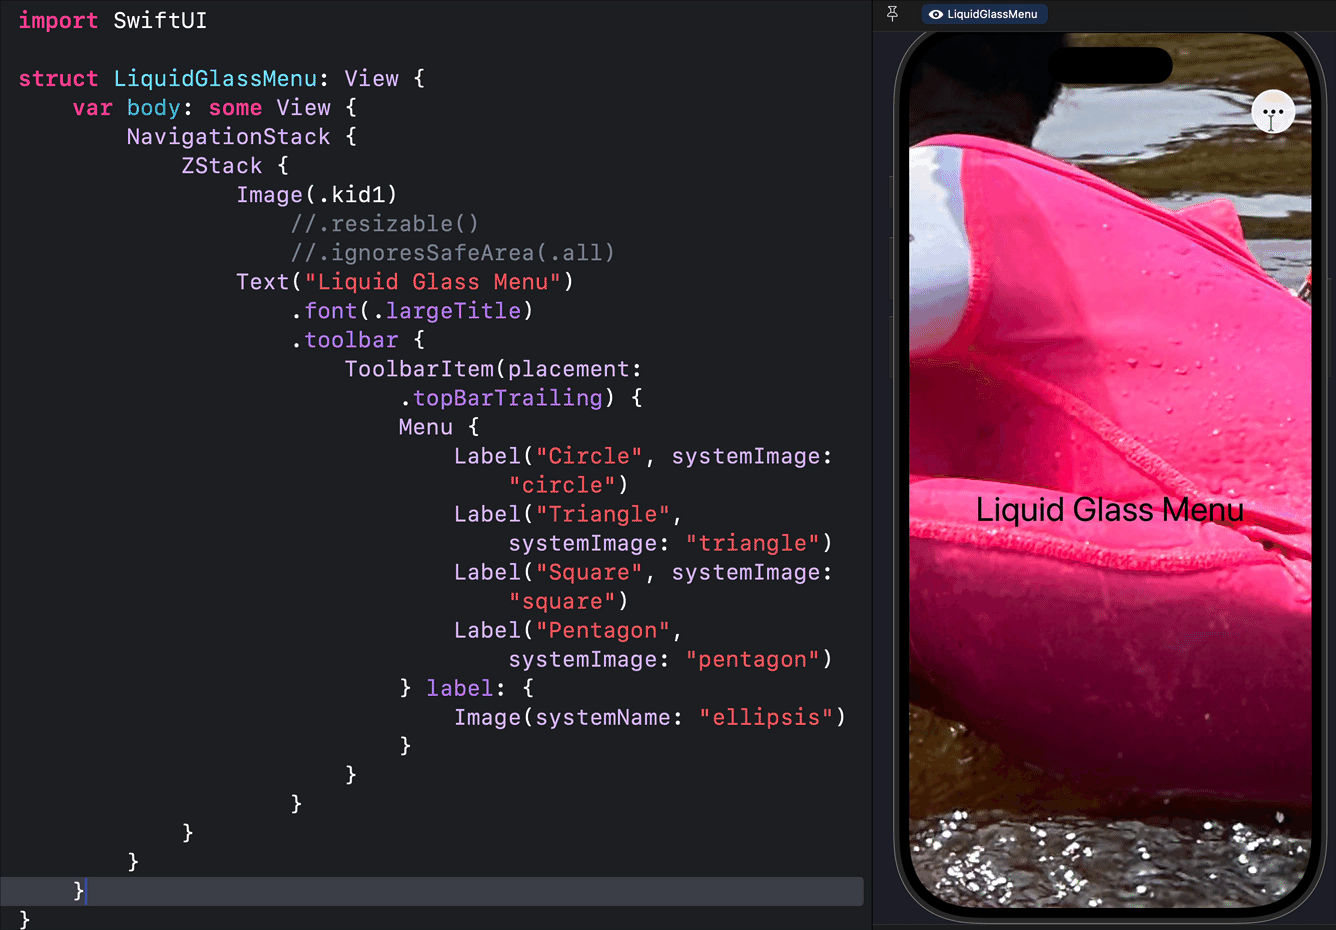 import SwiftUI
struct LiquidGlassMenu: View {
var body: some View {
NavigationStack {
ZStack {
Image(.kid1)
//.resizable()
//.ignoresSafeArea(.all)
Text("Liquid Glass Menu")
.font(.largeTitle)
.toolbar {
ToolbarItem(placement:
.topBarTrailing) {
Menu {
Label("Circle", systemImage:
"circle")
Label("Triangle",
systemImage: "triangle")
Label("Square", systemImage:
"square")
Label("Pentagon",
systemImage: "pentagon")
} label: {
Image(systemName: "ellipsis")
}
}
}
}
}
}
}
LiquidGlassMenu
Liquid Glass Menu